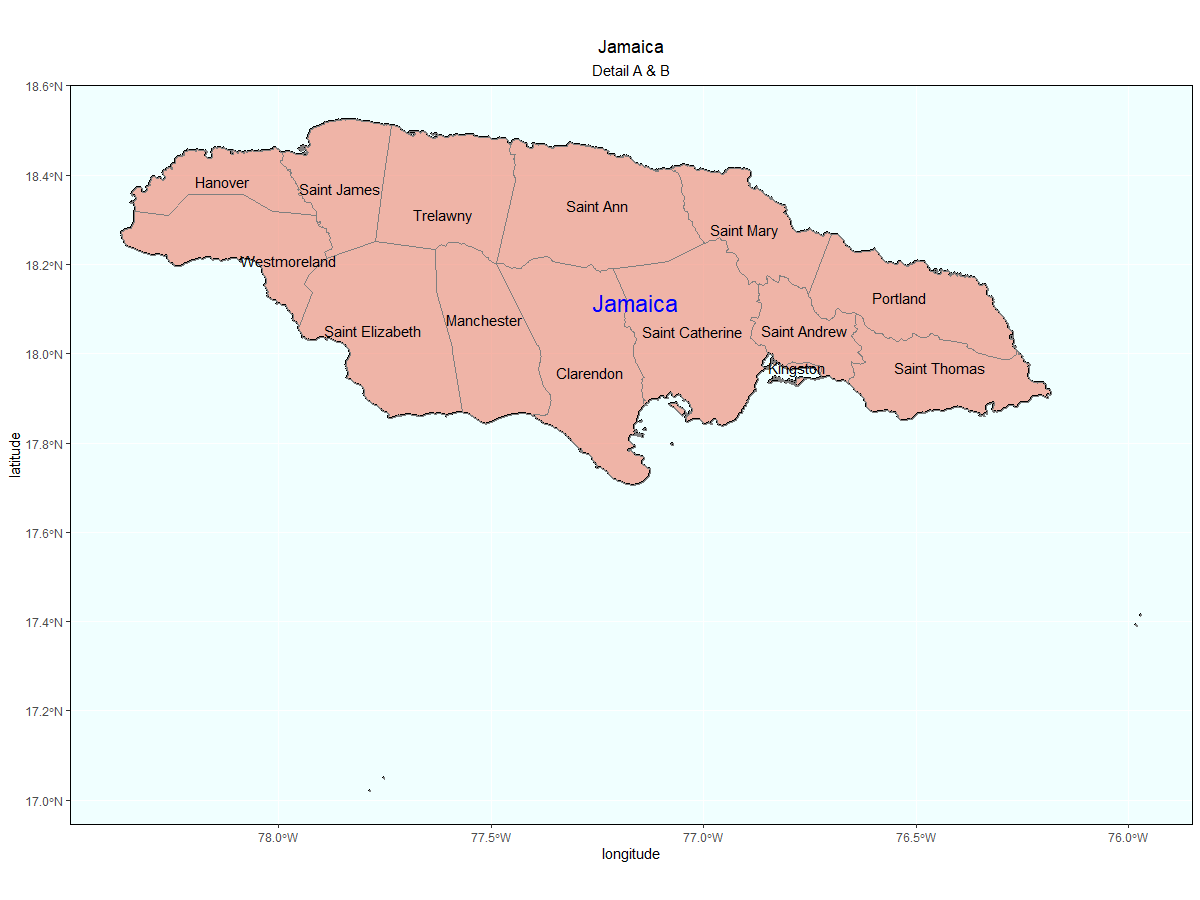 Jamaica
Detail A & B
18.6°N
18.4°N
18.2°N
18.0°N
17.8°N
17.6°N
17.4°N
17.2°N
17.0°N
latitude
Hanover
Saint James
Trelawny
Saint Ann
Saint Mary
Westmoreland
Portland
Jamaica
Saint Elizabeth
Manchester
Saint Catherine
Saint Andrew
Clarendon
Kingston
Saint Thomas
78.0°W
77.5°W
77.0°W
76.5°W
76.0°W
longitude